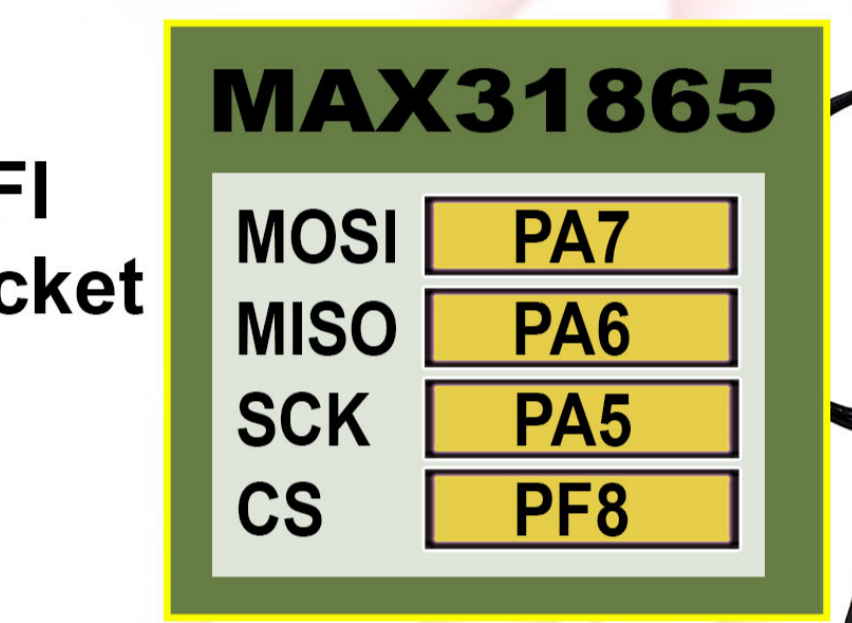 MAX31865
FI
cket
MOSI PA7
MISO PA6
SCK PA5
CS PF8